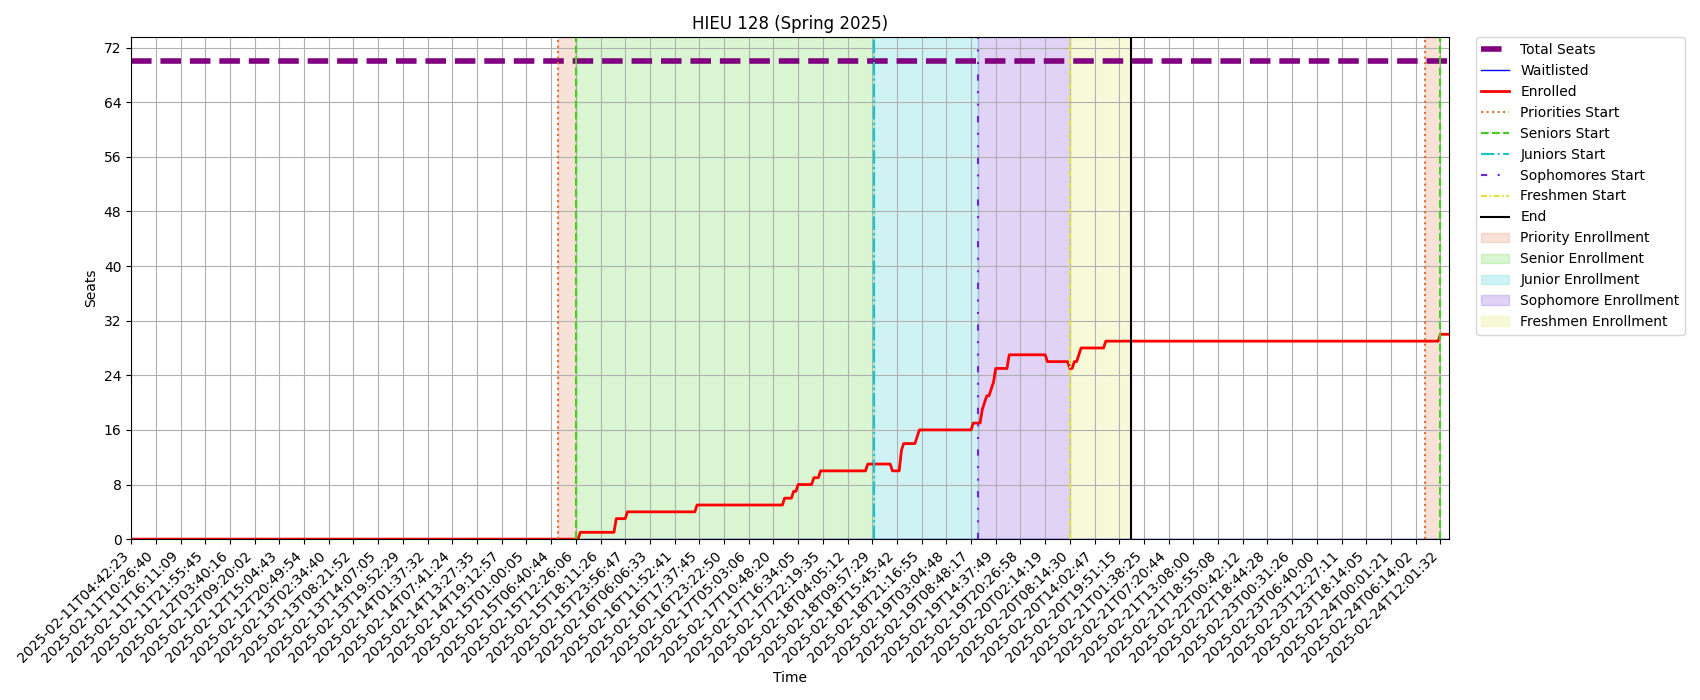 HIEU 128 (Spring 2025)
72
64
56
48
40
32
24
16
8
0
Seats
2025-02-11T04:42:23
2025-02-11T10:26:40
2025-02-11T16:11:09
2025-02-11T21:55:45
2025-02-12T03:40:16
2025-02-12T09:20:02
2025-02-12T15:04:43
2025-02-12T20:49:54
2025-02-13T02:34:40
2025-02-13T08:21:52
2025-02-13T14:07:05
2025-02-13T19:52:29
2025-02-14T01:37:32
2025-02-14T07:41:24
2025-02-14T13:27:35
2025-02-14T19:12:57
2025-02-15T01:00:05
2025-02-15T06:40:44
2025-02-15T12:26:06
2025-02-15T18:11:26
2025-02-15T23:56:47
2025-02-16T06:06:33
2025-02-16T11:52:41
2025-02-16T17:37:45
2025-02-16T23:22:50
2025-02-17T05:03:06
2025-02-17T10:48:20
2025-02-17T16:34:05
2025-02-17T22:19:35
2025-02-18T04:05:12
2025-02-18T09:57:29
2025-02-18T15:45:42
2025-02-18T21:16:55
2025-02-19T03:04:48
2025-02-19T08:48:17
2025-02-19T14:37:49
2025-02-19T20:26:58
2025-02-20T02:14:19
2025-02-20T08:14:30
2025-02-20T14:02:47
2025-02-20T19:51:15
2025-02-21T01:38:25
2025-02-21T07:20:44
2025-02-21T13:08:00
2025-02-21T18:55:08
2025-02-22T00:42:12
2025-02-22T18:44:28
2025-02-23T00:31:26
2025-02-23T06:40:00
2025-02-23T12:27:11
2025-02-23T18:14:05
2025-02-24T00:01:21
2025-02-24T06:14:02
2025-02-24T12:01:32
Time
Total Seats
Waitlisted
Enrolled
Priorities Start
Seniors Start
Juniors Start
Sophomores Start
Freshmen Start
End
Priority Enrollment
Senior Enrollment
Junior Enrollment
Sophomore Enrollment
Freshmen Enrollment